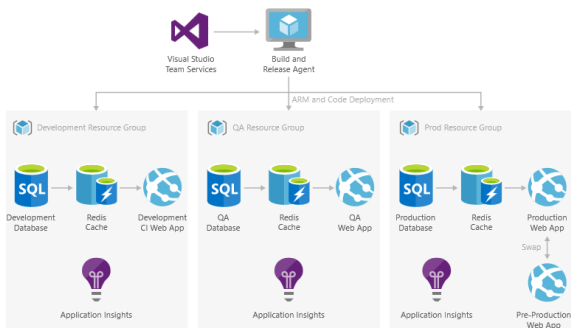 Visual Studio
Team Services
Build and
Release Agent
ARM and Code Deployment
Development Resource Group
SQL
Development
Database
Redis
Cache
Development
CI Web App
Application Insights
QA Resource Group
SQL
QA
Database
Redis
Cache
QA
Web App
Application Insights
Prod Resource Group
SQL
Production
Database
Redis
Cache
Production
Web App
Swap
Application Insights
Pre-Production
Web App